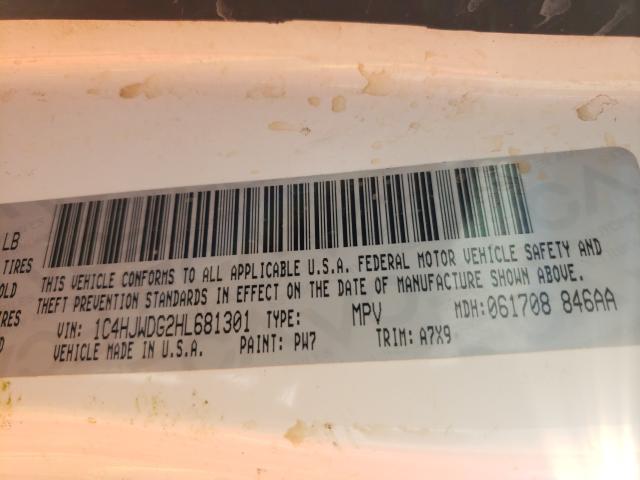 LB
TIRES
OLD
IRES
D
THIS VEHICLE CONFORMS TO ALL APPLICABLE U.S.A. FEDERAL MOTOR VEHICLE SAFETY AND
THEFT PREVENTION STANDARDS IN EFFECT ON THE DATE OF MANUFACTURE SHOWN ABOVE.
VIN: 1C4HJWDG2HL681301 TYPE: MPV MDH:061708 846AA
VEHICLE MADE IN U.S.A. PAINT: PW7 TRIM: A7X9